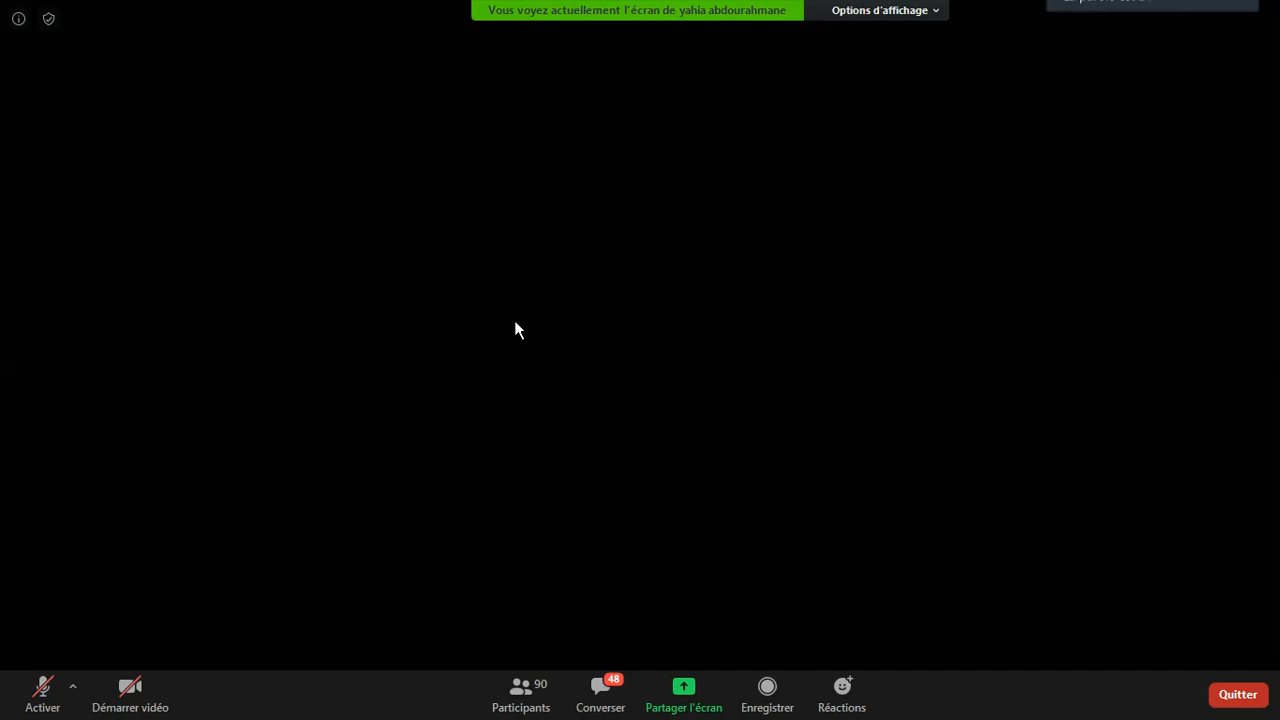 Vous voyez actuellement l'écran de yahia abdourahmane
Options d'affichage
90
48
Activer
Démarrer vidéo
Participants
Converser
Partager l'écran
Enregistrer
Réactions
Quitter